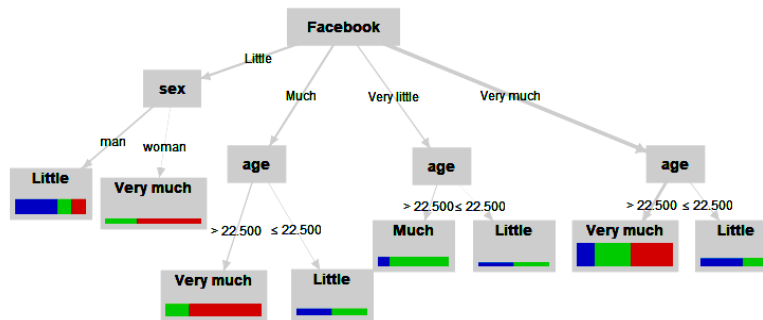 Facebook
Little
Much
Very little
Very much
sex
man
woman
age
age
age
Little
Very much
> 22.500
≤ 22.500
> 22.500
≤ 22.500
> 22.500
≤ 22.500
Much
Little
Very much
Little
Very much
Little